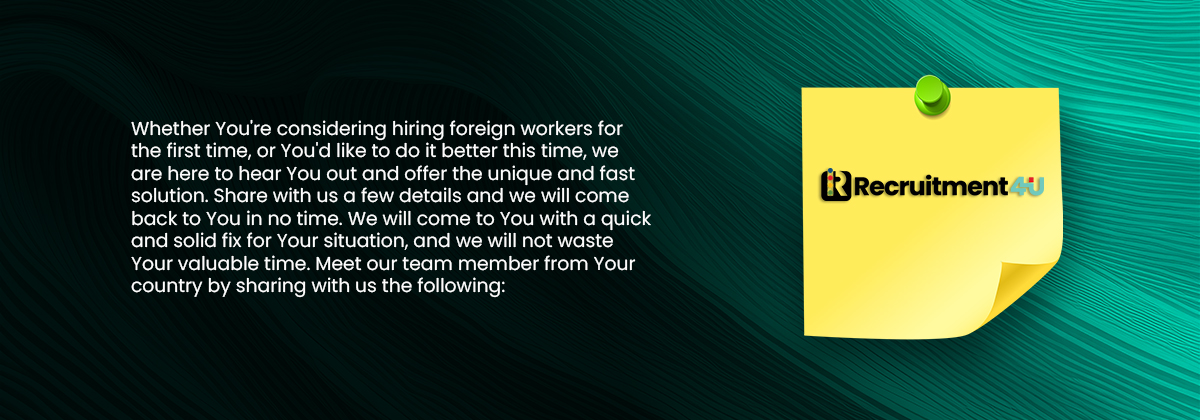 Whether You're considering hiring foreign workers for
the first time, or You'd like to do it better this time, we
are here to hear You out and offer the unique and fast
solution. Share with us a few details and we will come
back to You in no time. We will come to You with a quick
and solid fix for Your situation, and we will not waste
Your valuable time. Meet our team member from Your
country by sharing with us the following:
Recruitment4U